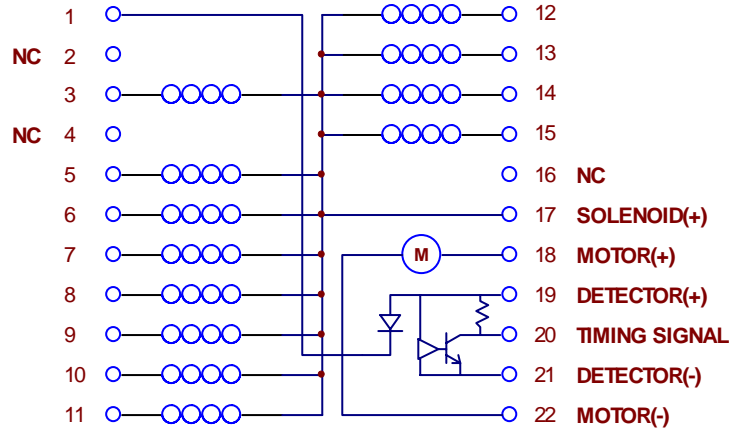 1
NC 2
3
NC 4
5
6
7
8
9
10
11
12
13
14
15
16 NC
17 SOLENOID(+)
M 18 MOTOR(+)
19 DETECTOR(+)
20 TIMING SIGNAL
21 DETECTOR(-)
22 MOTOR(-)